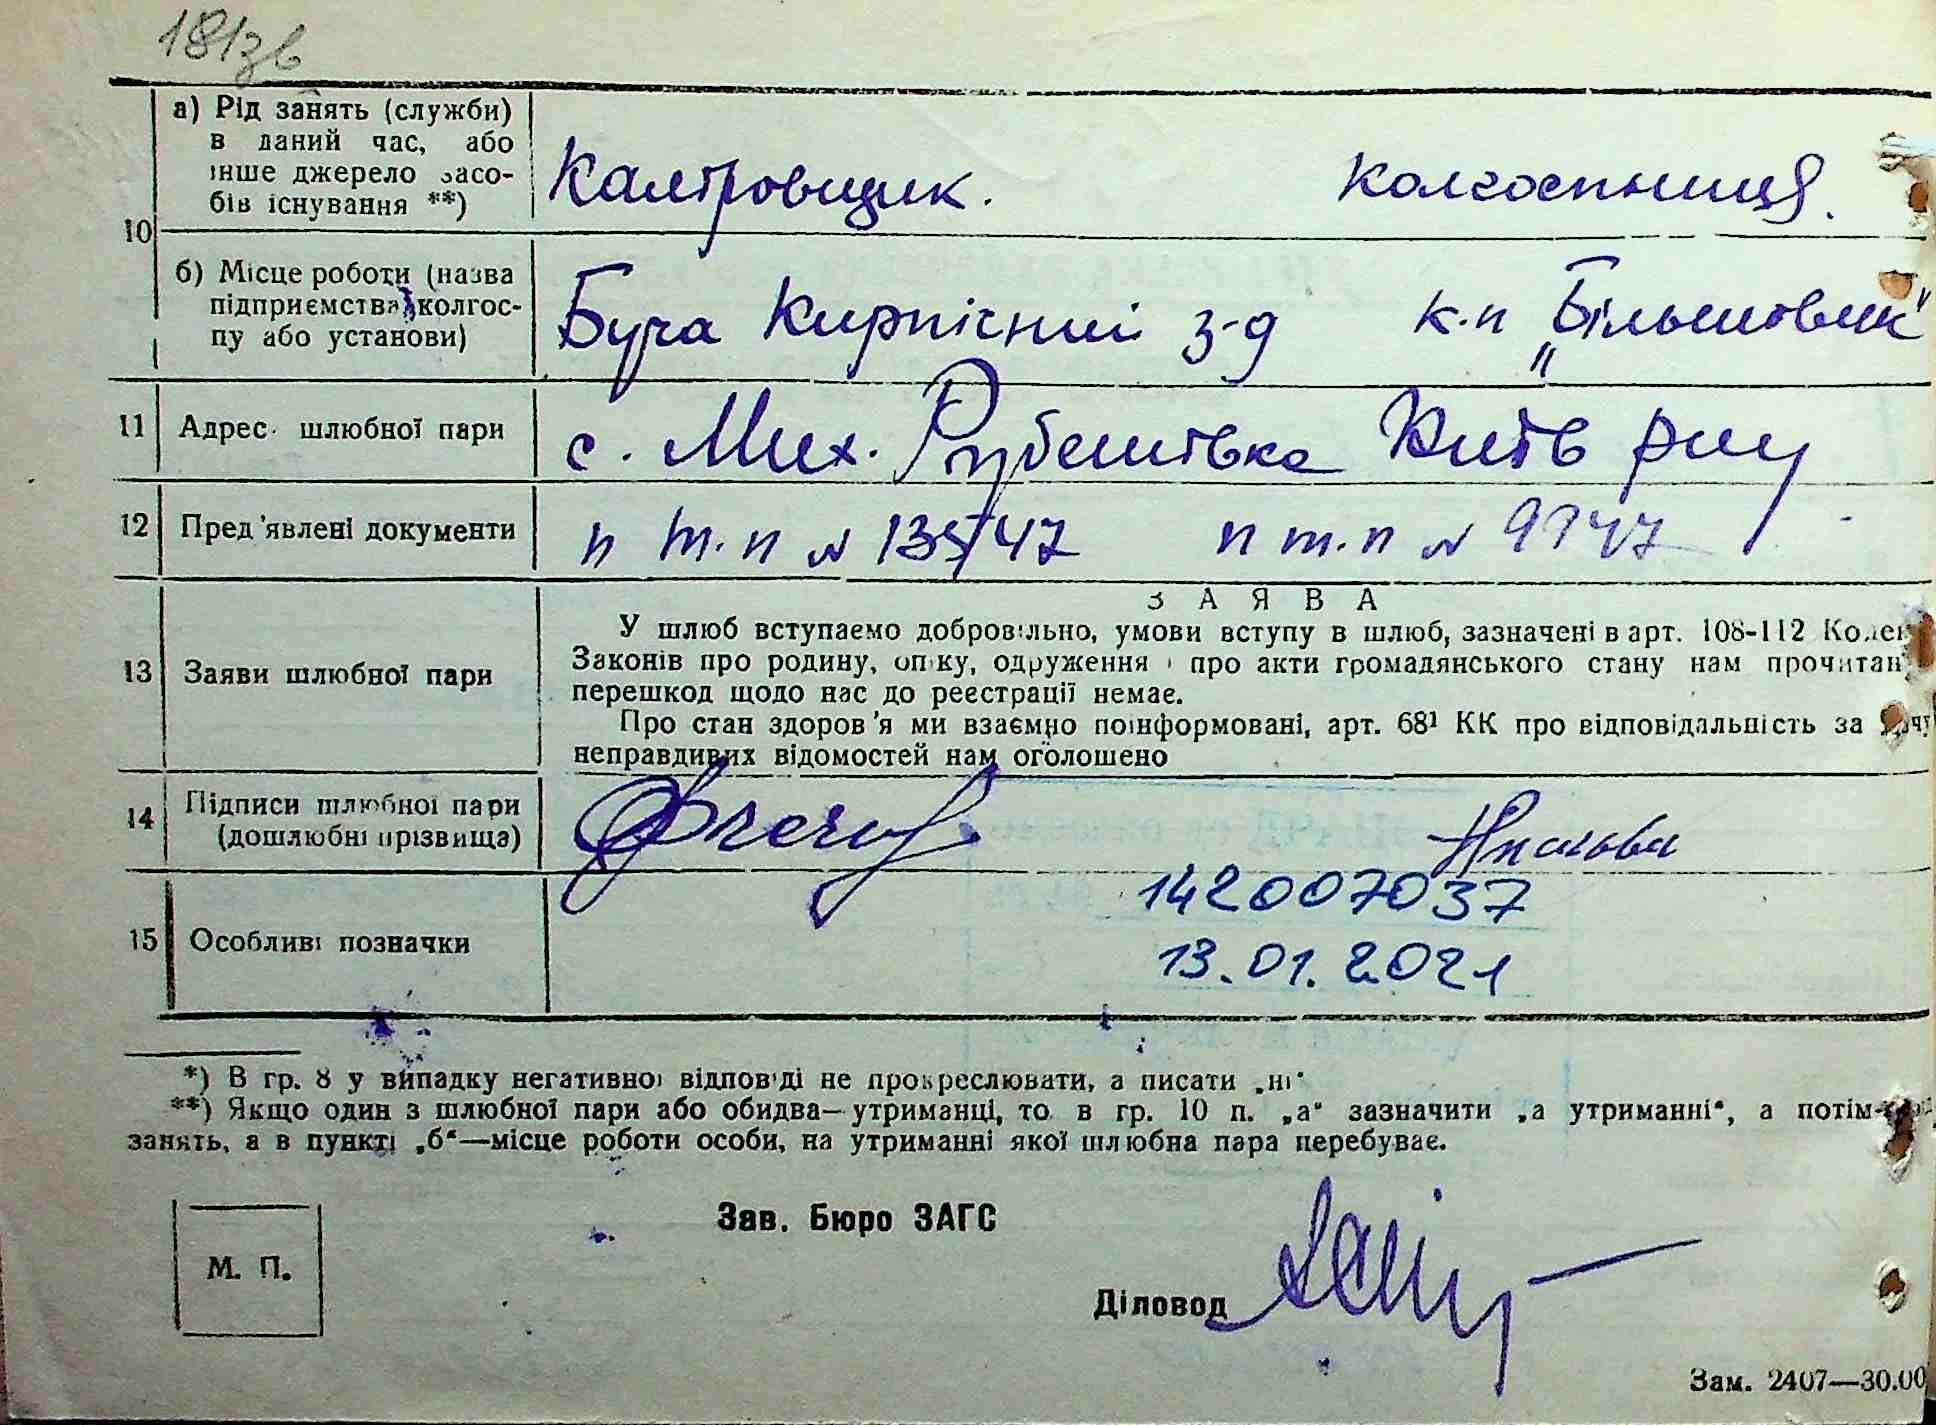 181зв
а) Рід занять (служби)
в даний час, або
інше джерело засо-
бів існування **)
Калтровщик. колгоспниця.
10
б) Місце роботи (назва
підприємства, колгос-
пу або установи)
Буча Кирпічний з-д к.п „Більшовик"
11 Адрес шлюбної пари
с. Мих. Рубешівка Київ
12 Пред'явлені документи
п т.п № п т.п №
З А Я В А
У шлюб вступаємо добровільно, умови вступу в шлюб, зазначені в арт. 108-112
13 Заяви шлюбної пари
Законів про родину, опіку, одруження і про акти громадянського стану нам прочитан
перешкод щодо нас до реєстрації немає.
Про стан здоров'я ми взаємно поінформовані, арт. 68¹ КК про відповідальність за
неправдивих відомостей нам оголошено
14 Підписи шлюбної пари
(дошлюбні прізвища)
142007037
15 Особливі позначки
13.01.2021
*) В гр. 8 у випадку негативної відповіді не прокреслювати, а писати „ні"
**) Якщо один з шлюбної пари або обидва—утриманці, то в гр. 10 п. „а" зазначити „а утриманні", а потім
занять, а в пункті „б"—місце роботи особи, на утриманні якої шлюбна пара перебуває.
Зав. Бюро ЗАГС
М. П.
Діловод
Зам. 2407—30.00